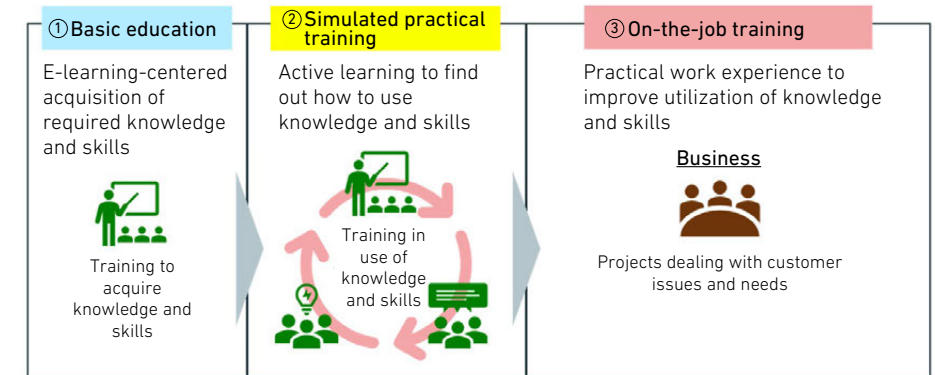 ①Basic education
E-learning-centered
acquisition of
required knowledge
and skills
Training to
acquire
knowledge and
skills
②Simulated practical
training
Active learning to find
out how to use
knowledge and skills
Training in
use of
knowledge
and skills
③On-the-job training
Practical work experience to
improve utilization of knowledge
and skills
Business
Projects dealing with customer
issues and needs